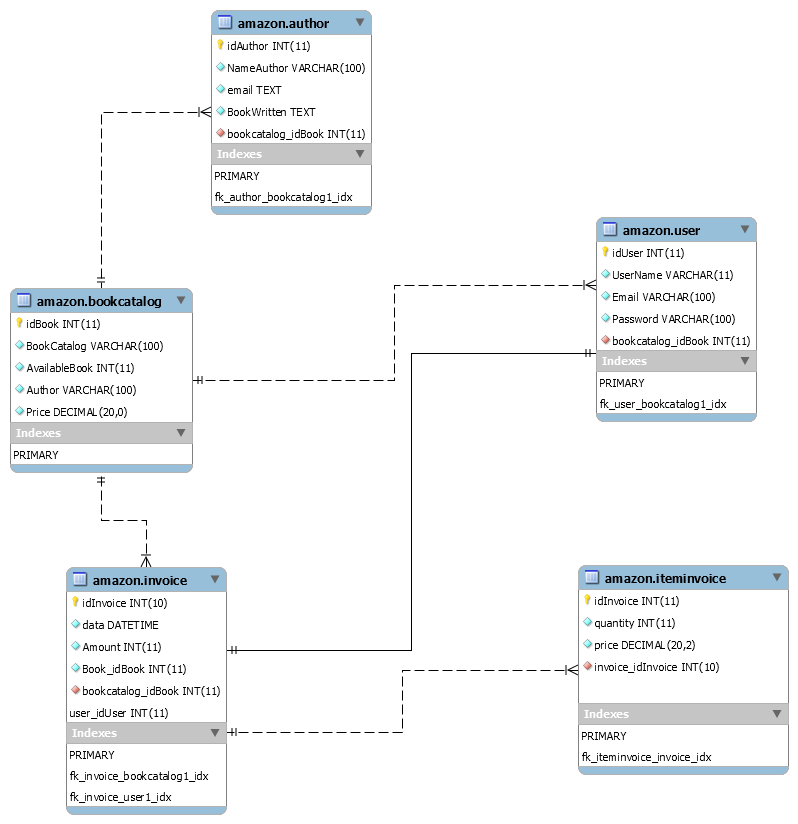 amazon.author
idAuthor INT(11)
NameAuthor VARCHAR(100)
email TEXT
BookWritten TEXT
bookcatalog_idBook INT(11)
Indexes
PRIMARY
fk_author_bookcatalog1_idx
amazon.user
idUser INT(11)
UserName VARCHAR(11)
Email VARCHAR(100)
Password VARCHAR(100)
bookcatalog_idBook INT(11)
Indexes
PRIMARY
fk_user_bookcatalog1_idx
amazon.bookcatalog
idBook INT(11)
BookCatalog VARCHAR(100)
AvailableBook INT(11)
Author VARCHAR(100)
Price DECIMAL(20,0)
Indexes
PRIMARY
amazon.invoice
idInvoice INT(10)
data DATETIME
Amount INT(11)
Book_idBook INT(11)
bookcatalog_idBook INT(11)
user_idUser INT(11)
Indexes
PRIMARY
fk_invoice_bookcatalog1_idx
fk_invoice_user1_idx
amazon.iteminvoice
idInvoice INT(11)
quantity INT(11)
price DECIMAL(20,2)
invoice_idInvoice INT(10)
Indexes
PRIMARY
fk_iteminvoice_invoice_idx